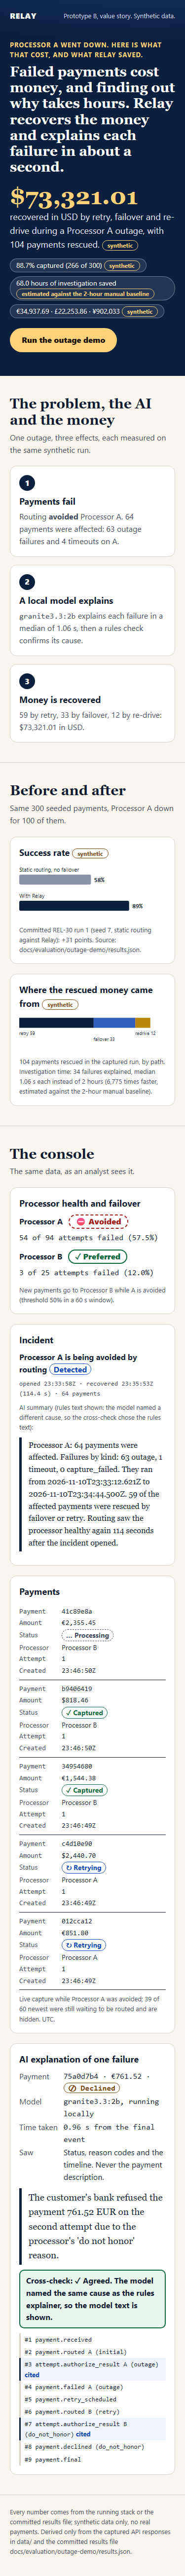 RELAY
Prototype B, value story. Synthetic data.
PROCESSOR A WENT DOWN. HERE IS WHAT
THAT COST, AND WHAT RELAY SAVED.
Failed payments cost
money, and finding out
why takes hours. Relay
recovers the money
and explains each
failure in about a
second.
$73,321.01
recovered in USD by retry, failover and re-
drive during a Processor A outage, with
104 payments rescued. synthetic
88.7% captured (266 of 300) synthetic
68.0 hours of investigation saved
estimated against the 2-hour manual baseline
€34,937.69 · £22,253.86 · ¥902,033 synthetic
Run the outage demo
The problem, the AI
and the money
One outage, three effects, each measured on
the same synthetic run.
1
Payments fail
Routing avoided Processor A. 64
payments were affected: 63 outage
failures and 4 timeouts on A.
2
A local model explains
granite3.3:2b explains each failure in a
median of 1.06 s, then a rules check
confirms its cause.
3
Money is recovered
59 by retry, 33 by failover, 12 by re-drive:
$73,321.01 in USD.
Before and after
Same 300 seeded payments, Processor A down
for 100 of them.
Success rate synthetic
Static routing, no failover
58%
With Relay
89%
Committed REL-30 run 1 (seed 7, static routing
against Relay): +31 points. Source:
docs/evaluation/outage-demo/results.json.
Where the rescued money came
from synthetic
retry 59
failover 33
redrive 12
104 payments rescued in the captured run, by path.
Investigation time: 34 failures explained, median
1.06 s each instead of 2 hours (6,775 times faster,
estimated against the 2-hour manual baseline).
The console
The same data, as an analyst sees it.
Processor health and failover
Processor A Avoided
54 of 94 attempts failed (57.5%)
Processor B ✓ Preferred
3 of 25 attempts failed (12.0%)
New payments go to Processor B while A is avoided
(threshold 50% in a 60 s window).
Incident
Processor A is being avoided by
routing Detected
opened 23:33:58Z · recovered 23:35:53Z
(114.4 s) · 64 payments
AI summary (rules text shown: the model named a
different cause, so the cross-check chose the rules
text):
Processor A: 64 payments were
affected. Failures by kind: 63 outage, 1
timeout, 0 capture_failed. They ran
from 2026-11-10T23:33:12.621Z to
2026-11-10T23:34:44.500Z. 59 of the
affected payments were rescued by
failover or retry. Routing saw the
processor healthy again 114 seconds
after the incident opened.
Payments
Payment 41c89e8a
Amount €2,355.45
Status … Processing
Processor Processor B
Attempt 1
Created 23:46:50Z
Payment b9406419
Amount $818.46
Status ✓ Captured
Processor Processor B
Attempt 1
Created 23:46:50Z
Payment 34954680
Amount €1,544.38
Status ✓ Captured
Processor Processor B
Attempt 1
Created 23:46:49Z
Payment c4d10e90
Amount $2,440.70
Status ↻ Retrying
Processor Processor A
Attempt 1
Created 23:46:49Z
Payment 012cca12
Amount €851.80
Status ↻ Retrying
Processor Processor A
Attempt 1
Created 23:46:49Z
Live capture while Processor A was avoided; 39 of
60 newest were still waiting to be routed and are
hidden. UTC.
AI explanation of one failure
Payment 75a0d7b4 · €761.52 ·
Declined
Model granite3.3:2b, running
locally
Time taken 0.96 s from the final
event
Saw Status, reason codes and the
timeline. Never the payment
description.
The customer's bank refused the
payment 761.52 EUR on the
second attempt due to the
processor's 'do not honor'
reason.
Cross-check: ✓ Agreed. The model
named the same cause as the rules
explainer, so the model text is
shown.
#1 payment.received
#2 payment.routed A (initial)
#3 attempt.authorize_result A (outage)
cited
#4 payment.failed A (outage)
#5 payment.retry_scheduled
#6 payment.routed B (retry)
#7 attempt.authorize_result B
(do_not_honor) cited
#8 payment.declined (do_not_honor)
#9 payment.final
Every number comes from the running stack or the
committed results file; synthetic data only, no real
payments. Derived only from the captured API responses
in data/ and the committed results file
docs/evaluation/outage-demo/results.json.